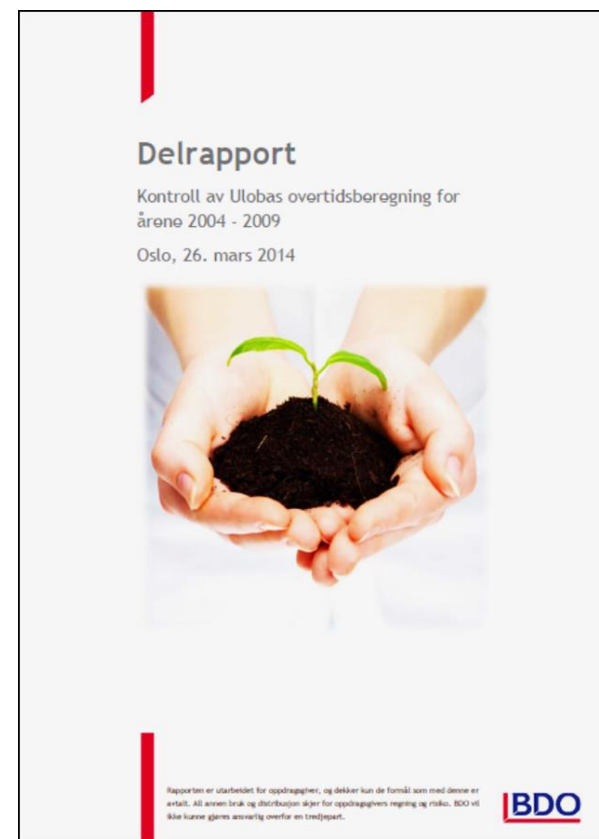 Delrapport
Kontroll av Ulobas overtidsberegning for
årene 2004 - 2009
Oslo, 26. mars 2014
Rapporten er utarbeidet for oppdragsgiver, og dekker kun de formål som med denne er
avtalt. All annen bruk og distribusjon skjer for oppdragsgivers regning og risiko. BDO vil
ikke kunne gjøres ansvarlig overfor en tredjepart.
BDO